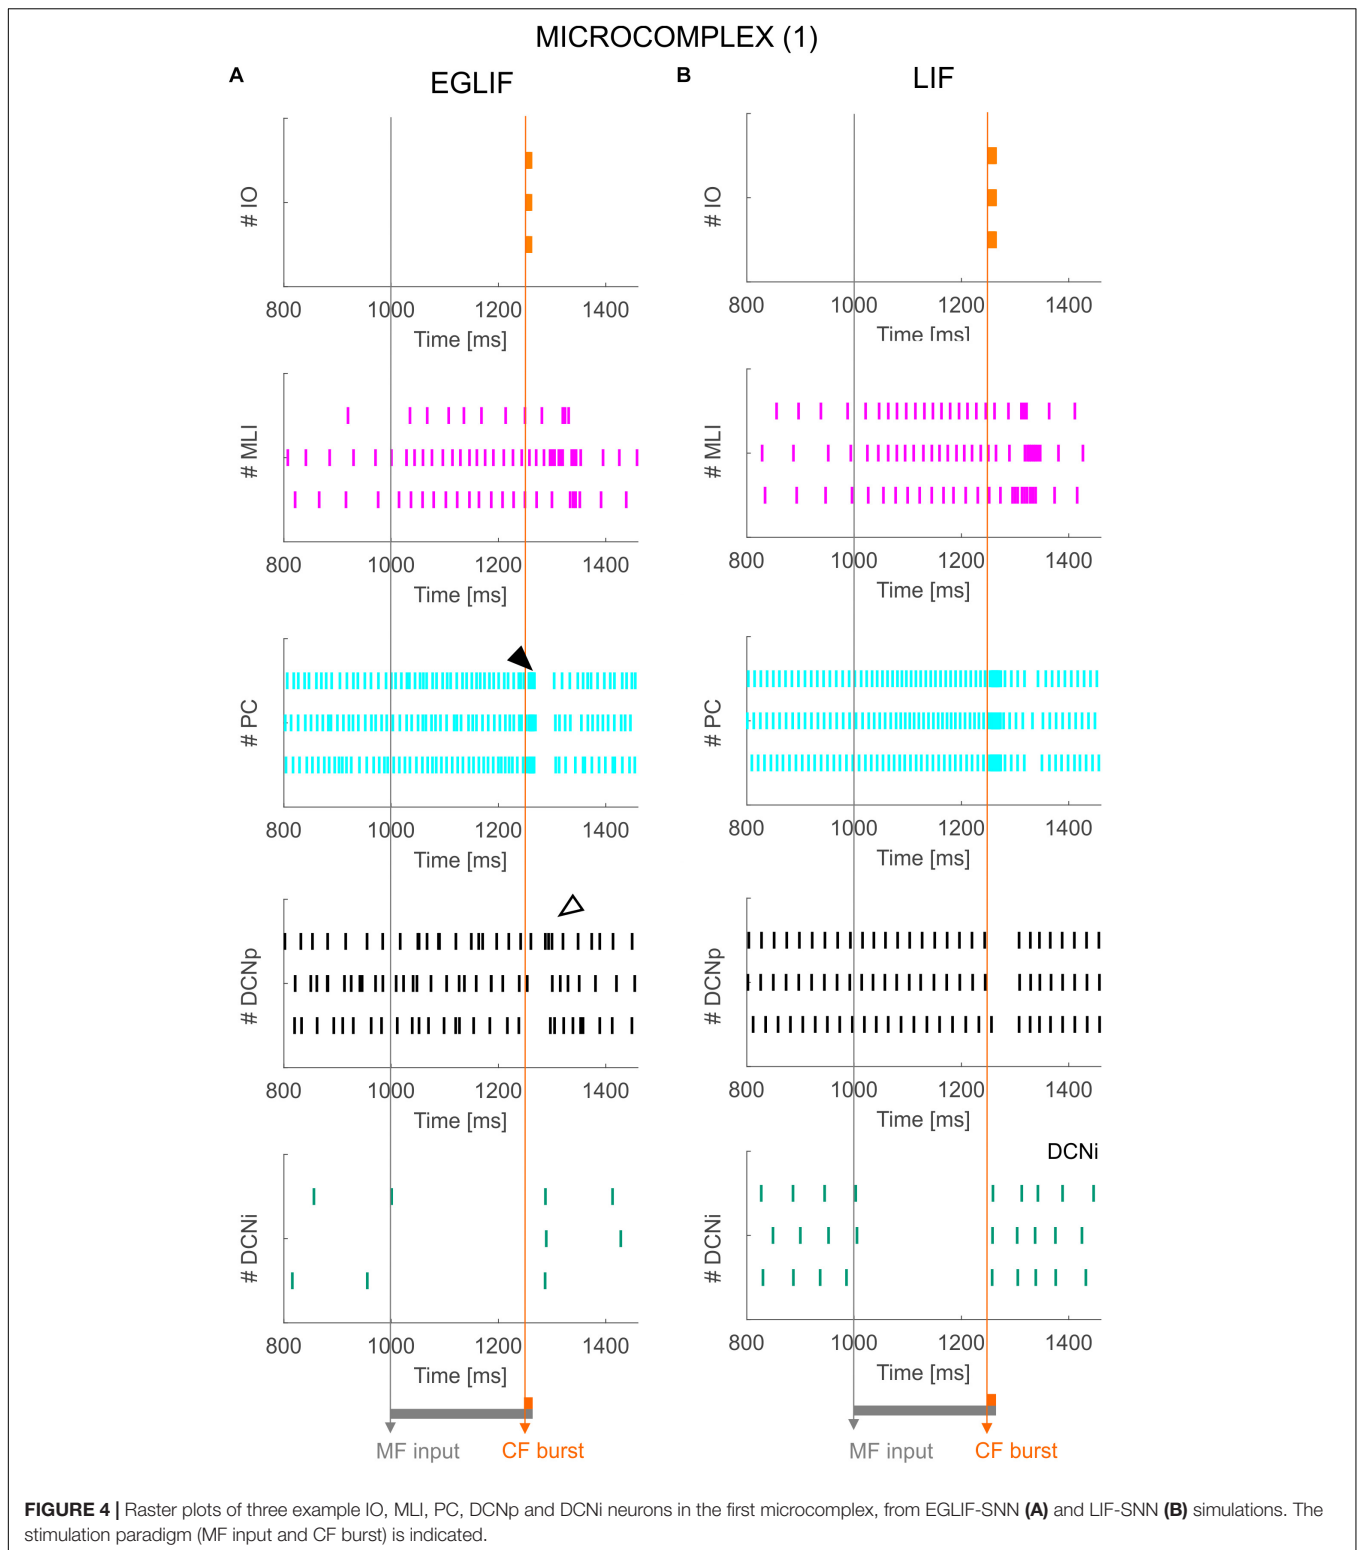 MICROCOMPLEX (1)
A
EGLIF
# IO
800 1000 1200 1400
Time [ms]
# MLI
800 1000 1200 1400
Time [ms]
# PC
800 1000 1200 1400
Time [ms]
# DCNp
800 1000 1200 1400
Time [ms]
# DCNi
800 1000 1200 1400
Time [ms]
MF input CF burst
B
LIF
# IO
800 1000 1200 1400
Time [ms]
# MLI
800 1000 1200 1400
Time [ms]
# PC
800 1000 1200 1400
Time [ms]
# DCNp
800 1000 1200 1400
Time [ms]
DCNi
# DCNi
800 1000 1200 1400
Time [ms]
MF input CF burst
FIGURE 4 | Raster plots of three example IO, MLI, PC, DCNp and DCNi neurons in the first microcomplex, from EGLIF-SNN (A) and LIF-SNN (B) simulations. The
stimulation paradigm (MF input and CF burst) is indicated.